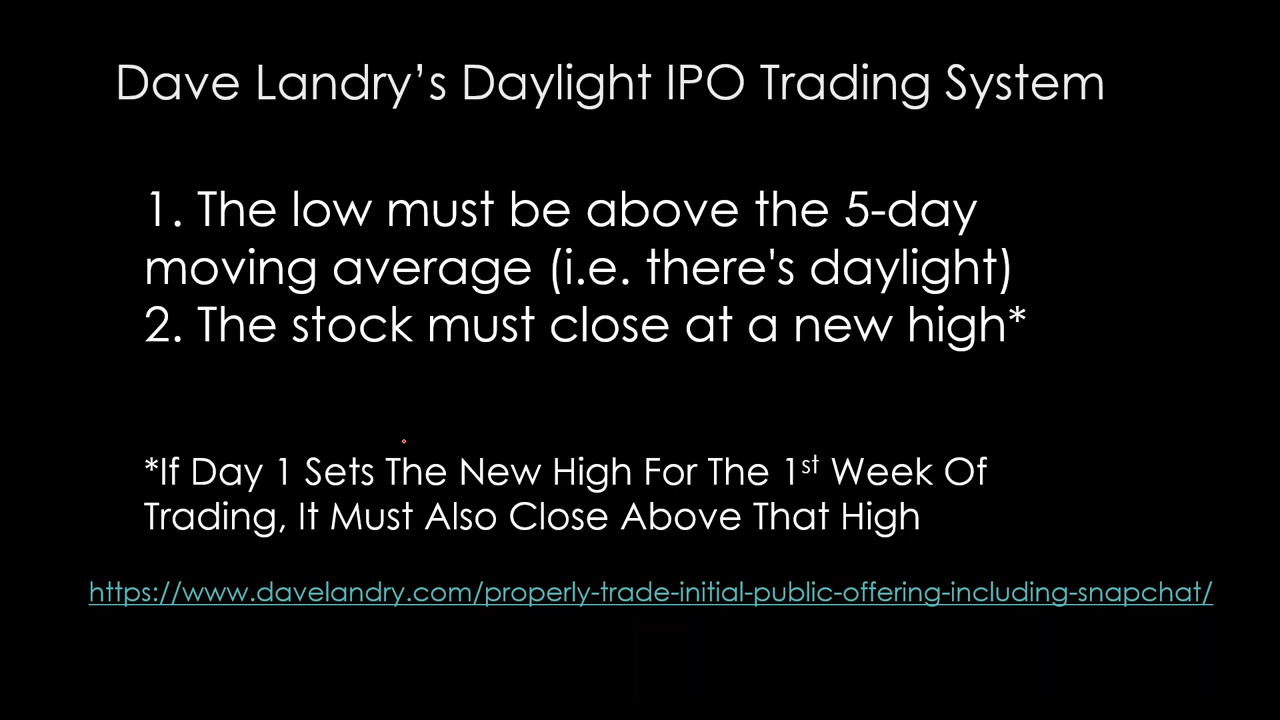 Dave Landry’s Daylight IPO Trading System
1. The low must be above the 5-day
moving average (i.e. there's daylight)
2. The stock must close at a new high*
*If Day 1 Sets The New High For The 1st Week Of
Trading, It Must Also Close Above That High
https://www.davelandry.com/properly-trade-initial-public-offering-including-snapchat/